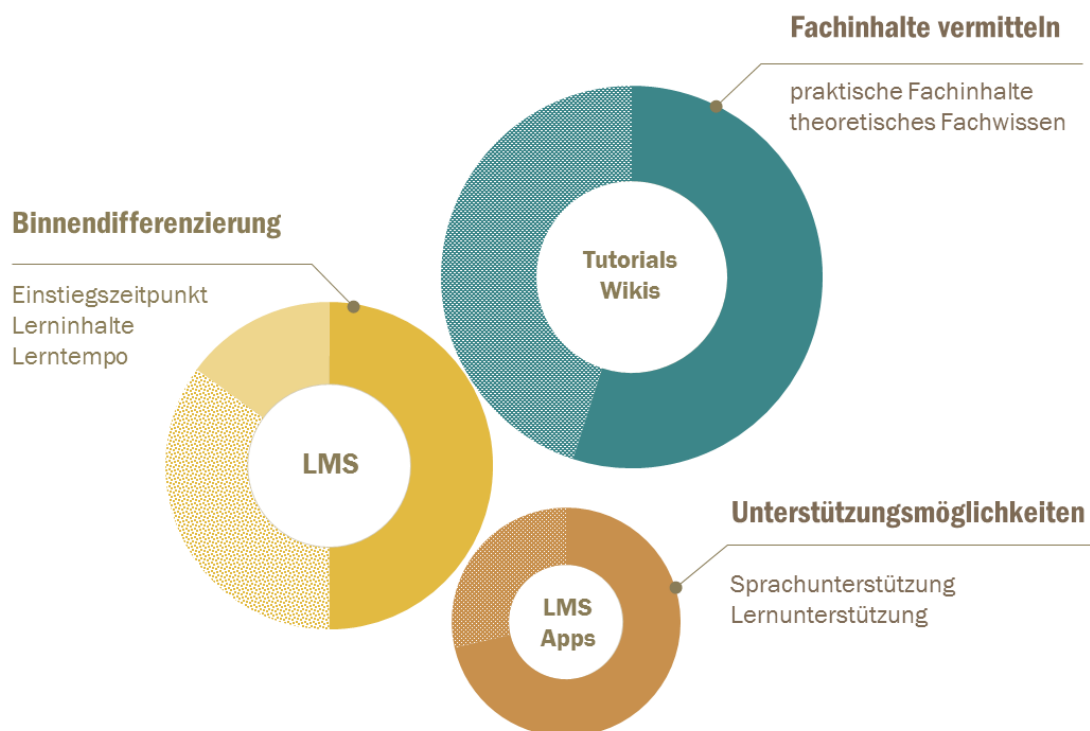 Fachinhalte vermitteln
praktische Fachinhalte
theoretisches Fachwissen
Tutorials
Wikis
Binnendifferenzierung
Einstiegszeitpunkt
Lerninhalte
Lerntempo
LMS
Unterstützungsmöglichkeiten
Sprachunterstützung
Lernunterstützung
LMS
Apps